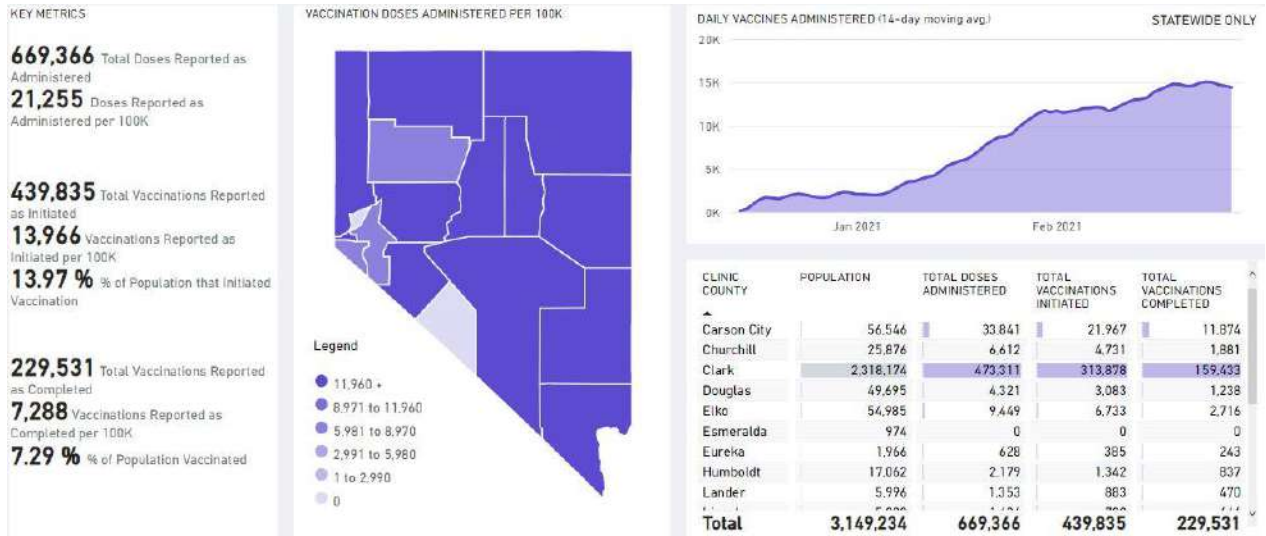 KEY METRICS
669,366 Total Doses Reported as
Administered
21,255 Doses Reported as
Administered per 100K
439,835 Total Vaccinations Reported
as Initiated
13,966 Vaccinations Reported as
Initiated per 100K
13.97 % % of Population that Initiated
Vaccination
229,531 Total Vaccinations Reported
as Completed
7,288 Vaccinations Reported as
Completed per 100K
7.29 % % of Population Vaccinated
VACCINATION DOSES ADMINISTERED PER 100K
Legend
11,960 +
8,971 to 11,960
5,981 to 8,970
2,991 to 5,980
1 to 2,990
0
DAILY VACCINES ADMINISTERED (14-day moving avg.) STATEWIDE ONLY
20K
15K
10K
5K
0K
Jan 2021 Feb 2021
CLINIC COUNTY POPULATION TOTAL DOSES ADMINISTERED TOTAL VACCINATIONS INITIATED TOTAL VACCINATIONS COMPLETED
Carson City 56,546 33,841 21,967 11,874
Churchill 25,876 6,612 4,731 1,881
Clark 2,318,174 473,311 313,878 159,433
Douglas 49,695 4,321 3,083 1,238
Elko 54,985 9,449 6,733 2,716
Esmeralda 974 0 0 0
Eureka 1,966 628 385 243
Humboldt 17,062 2,179 1,342 837
Lander 5,996 1,353 883 470
Total 3,149,234 669,366 439,835 229,531